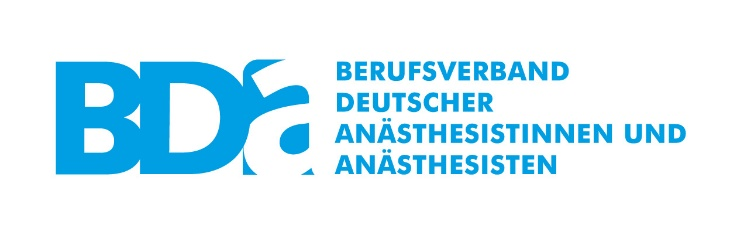 BDa
BERUFSVERBAND
DEUTSCHER
ANÄSTHESISTINNEN UND
ANÄSTHESISTEN